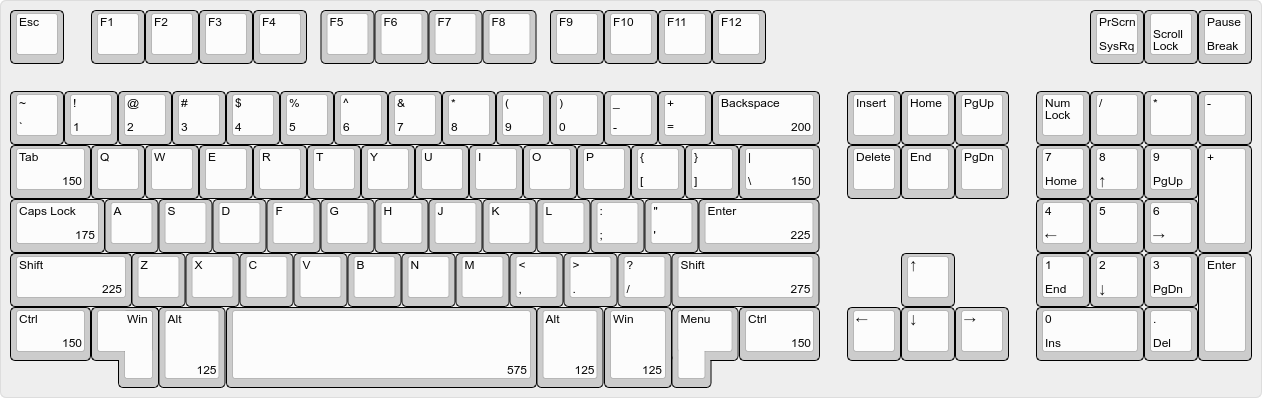 Esc F1 F2 F3 F4 F5 F6 F7 F8 F9 F10 F11 F12 PrScrn Scroll Pause
SysRq Lock Break
~ ! @ # $ % ^ & * ( ) _ + Backspace Insert Home PgUp Num / * -
Lock
` 1 2 3 4 5 6 7 8 9 0 - = 200
Tab Q W E R T Y U I O P { } | Delete End PgDn 7 8 9 +
150 [ ] \ 150 Home ↑ PgUp
Caps Lock A S D F G H J K L : " Enter 4 5 6
175 ; ' 225 ← →
Shift Z X C V B N M < > ? Shift ↑ 1 2 3 Enter
225 , . / 275 End ↓ PgDn
Ctrl Win Alt Alt Win Menu Ctrl ← ↓ → 0 .
150 150 Ins Del
125 575 125 125